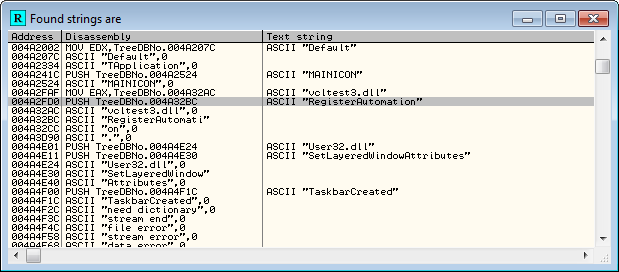 R Found strings are
Address Disassembly Text string
004A2002 MOV EDX,TreeDBNo.004A207C ASCII "Default"
004A207C ASCII "Default",0
004A2334 ASCII "TApplication",0
004A241C PUSH TreeDBNo.004A2524 ASCII "MAINICON"
004A2524 ASCII "MAINICON",0
004A2FAF MOV EAX,TreeDBNo.004A32AC ASCII "vcltest3.dll"
004A2FD0 PUSH TreeDBNo.004A32BC ASCII "RegisterAutomation"
004A32AC ASCII "vcltest3.dll",0
004A32BC ASCII "RegisterAutomati"
004A32CC ASCII "on",0
004A3D90 ASCII ".",0
004A4E01 PUSH TreeDBNo.004A4E24 ASCII "User32.dll"
004A4E11 PUSH TreeDBNo.004A4E30 ASCII "SetLayeredWindowAttributes"
004A4E24 ASCII "User32.dll",0
004A4E30 ASCII "SetLayeredWindow"
004A4E40 ASCII "Attributes",0
004A4F00 PUSH TreeDBNo.004A4F1C ASCII "TaskbarCreated"
004A4F1C ASCII "TaskbarCreated",0
004A4F2C ASCII "need dictionary",0
004A4F3C ASCII "stream end",0
004A4F4C ASCII "file error",0
004A4F58 ASCII "stream error",0
004A4F68 ASCII "data error",0